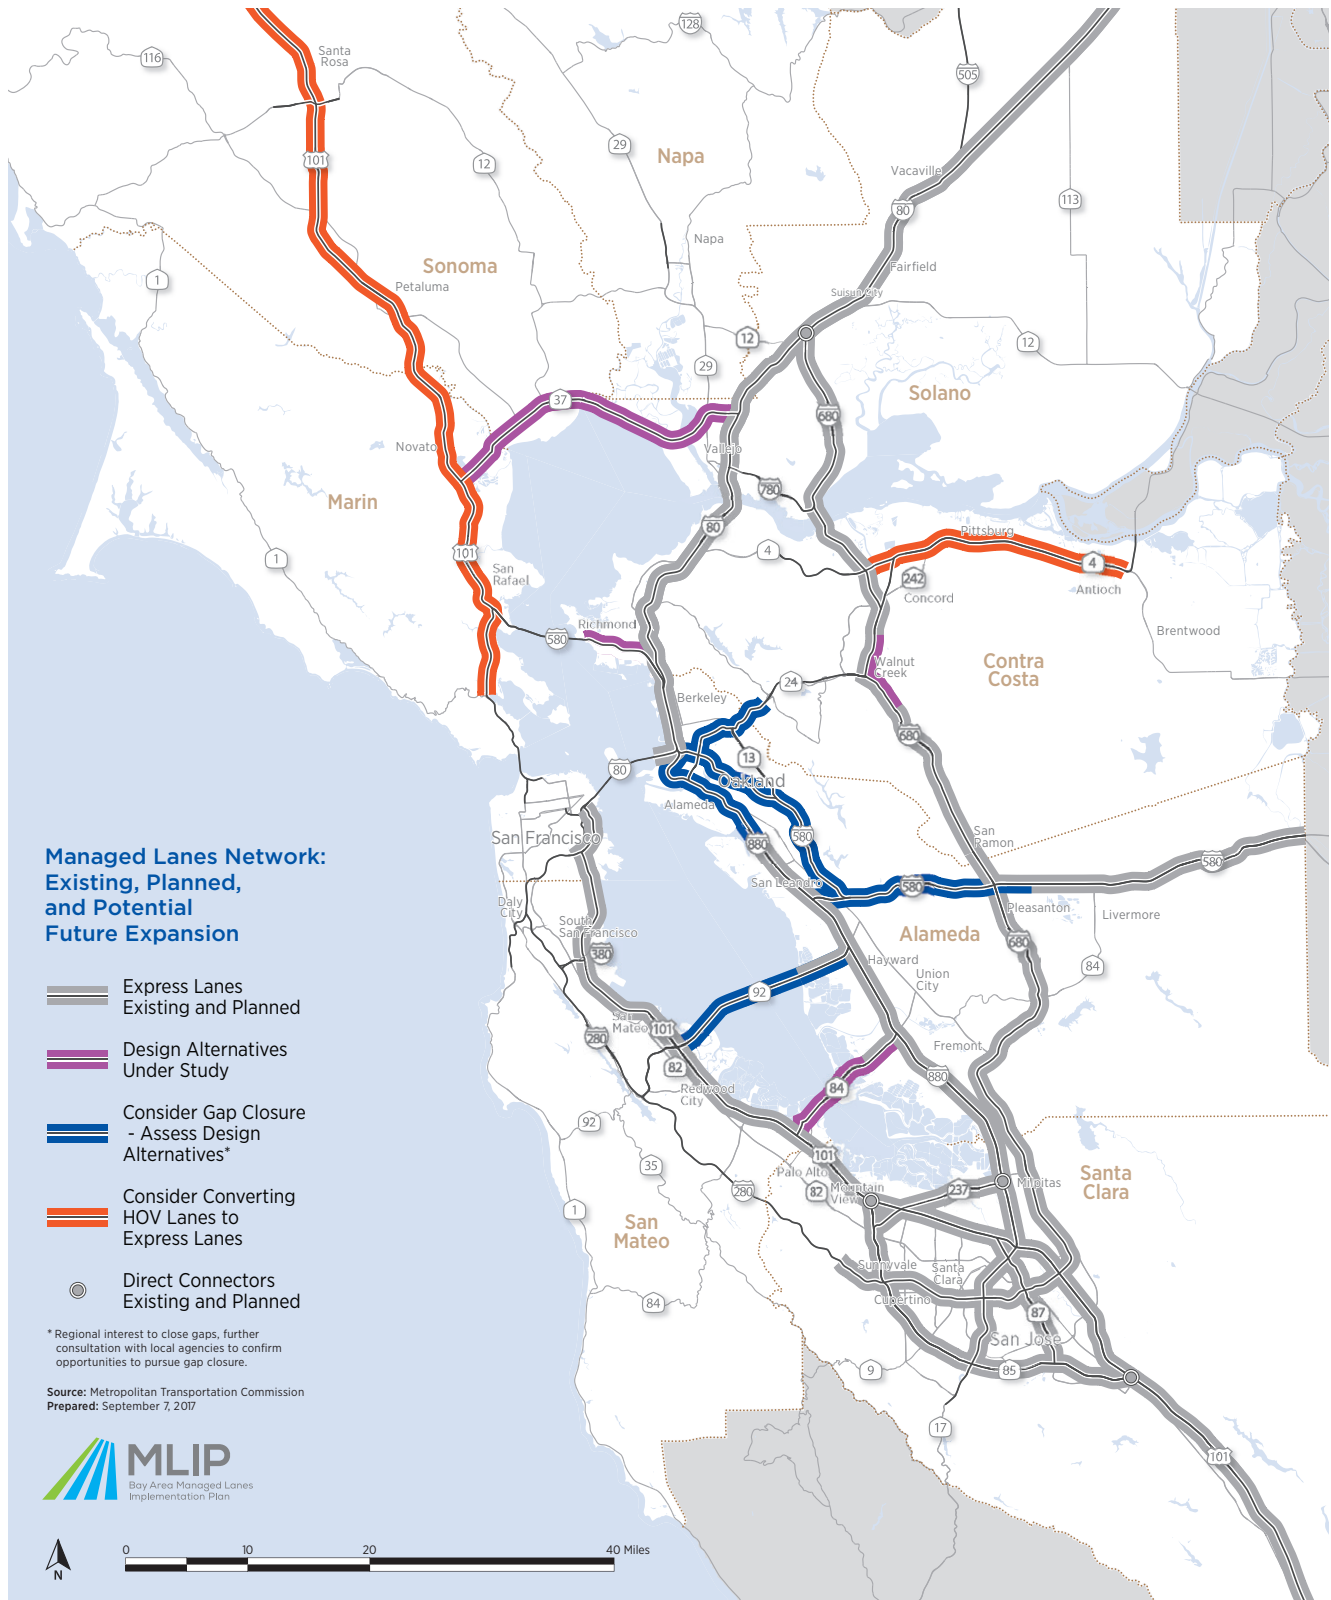 128
116
Santa
Rosa
505
29
Napa
101
12
Vacaville
113
80
Napa
Sonoma
Fairfield
1
Petaluma
Suisun City
12
12
29
Solano
37
680
Novato
Vallejo
Marin
780
80
Pittsburg
101
4
4
1
San
Rafael
242
Antioch
Concord
Richmond
Brentwood
580
Walnut
Creek
Contra
Costa
24
Berkeley
680
13
80
Oakland
Alameda
San Francisco
880
580
San
Ramon
580
Managed Lanes Network:
Existing, Planned,
and Potential
Future Expansion
San Leandro
580
Daly
City
Pleasanton
Livermore
South
San Francisco
Alameda
680
380
Hayward
Union
City
84
Express Lanes
Existing and Planned
92
San
Mateo
101
280
Fremont
Design Alternatives
Under Study
82
880
84
Redwood
City
Consider Gap Closure
- Assess Design
Alternatives*
92
101
35
Palo Alto
Santa
Clara
82
Mountain
View
237
Milpitas
280
Consider Converting
HOV Lanes to
Express Lanes
1
San
Mateo
Sunnyvale
Santa
Clara
Direct Connectors
Existing and Planned
84
Cupertino
87
San Jose
* Regional interest to close gaps, further
consultation with local agencies to confirm
opportunities to pursue gap closure.
9
85
Source: Metropolitan Transportation Commission
Prepared: September 7, 2017
17
101
MLIP
Bay Area Managed Lanes
Implementation Plan
0 10 20 40 Miles
N